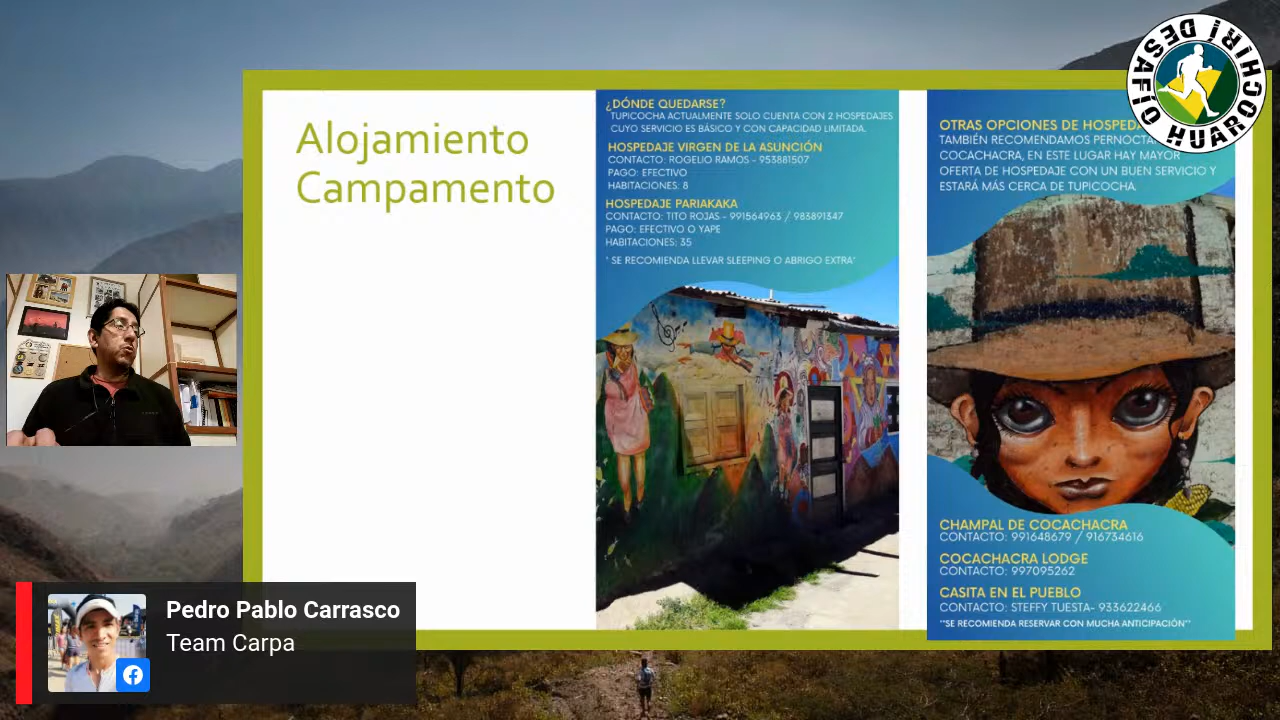 DESAFÍO HUAROCHIRÍ
Alojamiento
Campamento
¿DÓNDE QUEDARSE?
TUPICOCHA ACTUALMENTE SOLO CUENTA CON 2 HOSPEDAJES
CUYO SERVICIO ES BÁSICO Y CON CAPACIDAD LIMITADA.
HOSPEDAJE VIRGEN DE LA ASUNCIÓN
CONTACTO: ROGELIO RAMOS - 953881507
PAGO: EFECTIVO
HABITACIONES: 8
HOSPEDAJE PARIAKAKA
CONTACTO: TITO ROJAS - 991564963 / 983891347
PAGO: EFECTIVO O YAPE
HABITACIONES: 35
* SE RECOMIENDA LLEVAR SLEEPING O ABRIGO EXTRA*
OTRAS OPCIONES DE
TAMBIÉN RECOMENDAMOS
COCACHACRA, EN ESTE LUGAR HAY MAYOR
OFERTA DE HOSPEDAJE CON UN BUEN SERVICIO Y
ESTARÁ MÁS CERCA DE TUPICOCHA.
CHAMPAL DE COCACHACRA
CONTACTO: 991648679 / 916734616
COCACHACRA LODGE
CONTACTO: 997095262
CASITA EN EL PUEBLO
CONTACTO: STEFFY TUESTA- 933622466
**SE RECOMIENDA RESERVAR CON MUCHA ANTICIPACIÓN**
Pedro Pablo Carrasco
Team Carpa